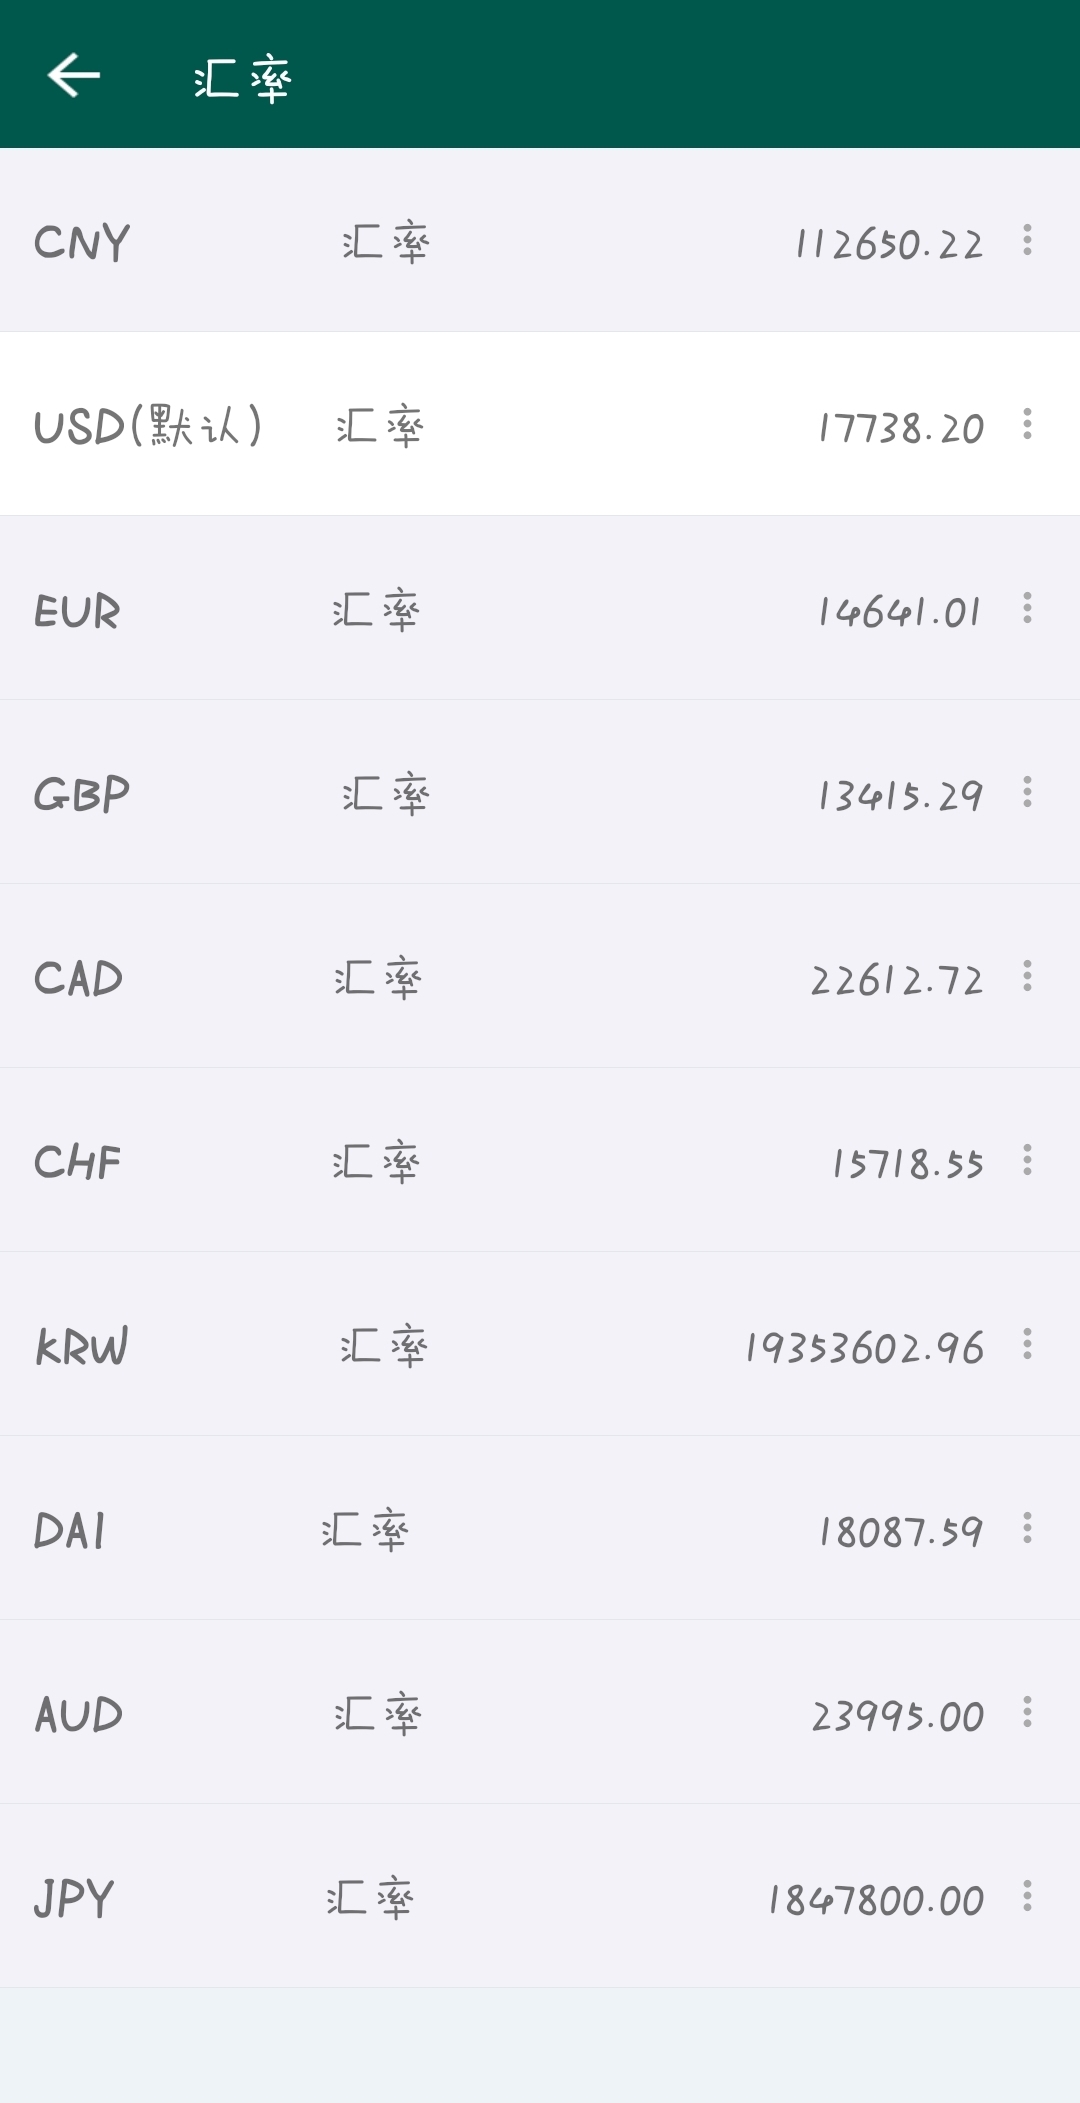 汇率
CNY 汇率 112650.22
USD(默认) 汇率 17738.20
EUR 汇率 14641.01
GBP 汇率 13415.29
CAD 汇率 22612.72
CHF 汇率 15718.55
KRW 汇率 19353602.96
DAI 汇率 18087.59
AUD 汇率 23995.00
JPY 汇率 1847800.00